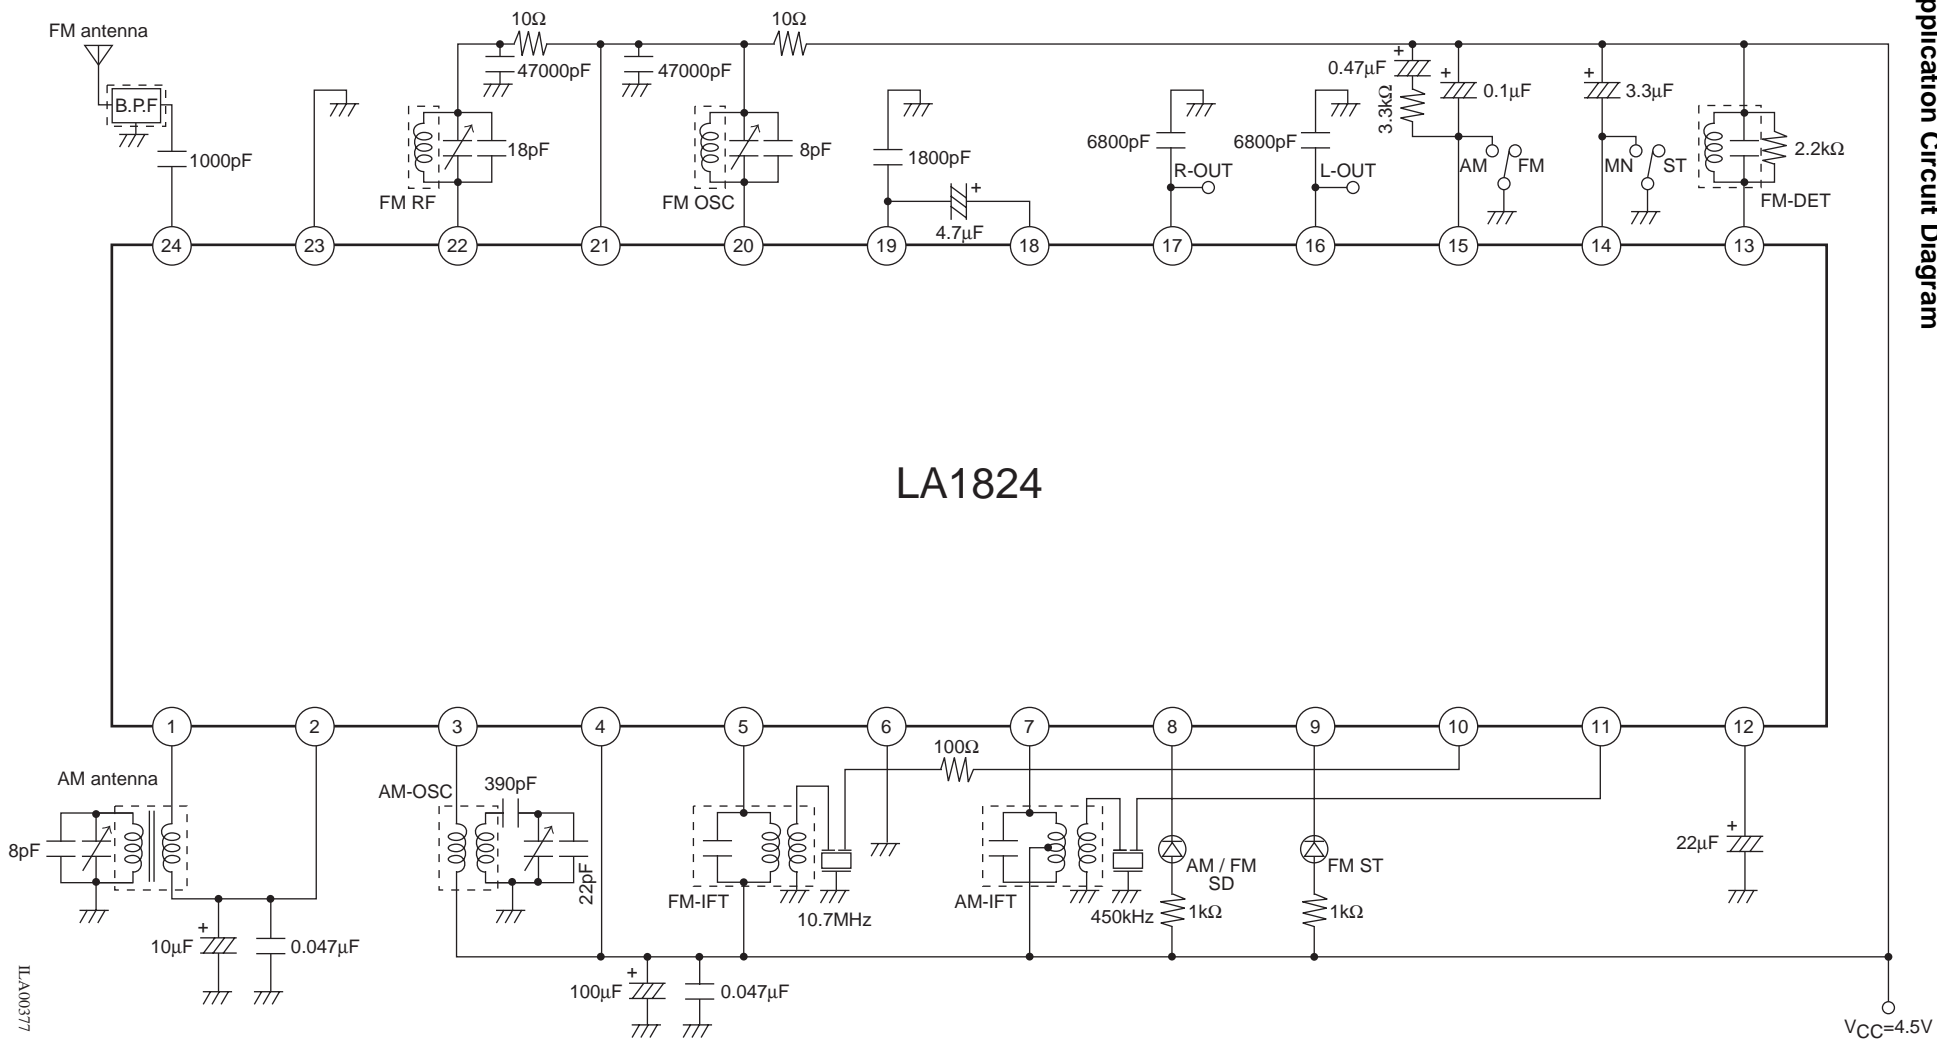 pplication Circuit Diagram
FM antenna
10Ω
10Ω
47000pF
47000pF
0.47µF
0.1µF
3.3µF
B.P.F
3.3kΩ
1000pF
18pF
8pF
1800pF
6800pF
6800pF
R-OUT
L-OUT
AM
FM
MN
ST
2.2kΩ
FM RF
FM OSC
4.7µF
FM-DET
24
23
22
21
20
19
18
17
16
15
14
13
LA1824
1
2
3
4
5
6
7
8
9
10
11
12
AM antenna
AM-OSC
390pF
100Ω
8pF
22pF
FM-IFT
10.7MHz
AM-IFT
450kHz
AM / FM
SD
1kΩ
FM ST
1kΩ
22µF
10µF
0.047µF
100µF
0.047µF
VCC=4.5V
ILA00377